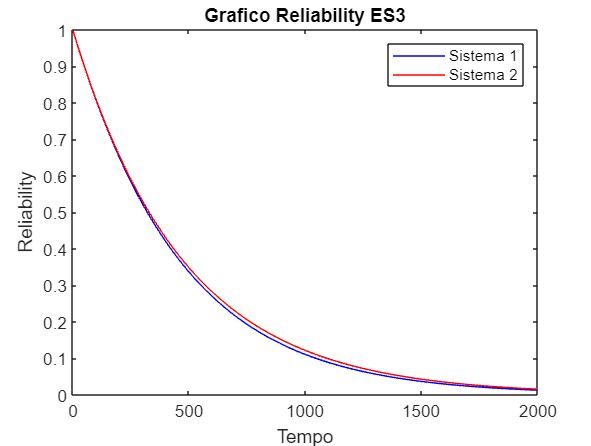 Grafico Reliability ES3
Sistema 1
Sistema 2
Reliability
1
0.9
0.8
0.7
0.6
0.5
0.4
0.3
0.2
0.1
0
0 500 1000 1500 2000
Tempo